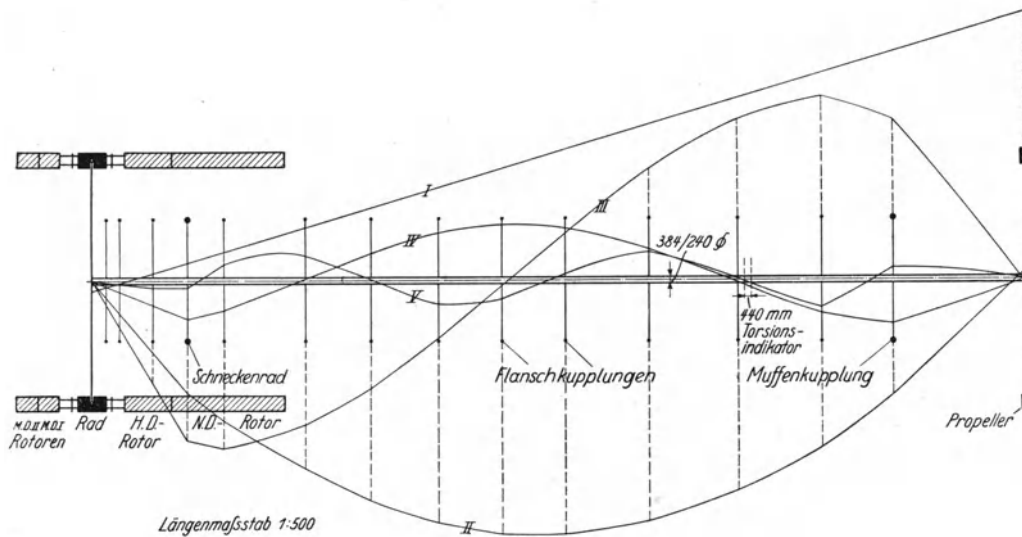 I
III
IV
384/240 ϕ
V
440 mm
Torsions-
indikator
Schneckenrad
Flanschkupplungen
Muffenkupplung
M.D.II M.D.I Rad H.D.- N.D.- Rotor
Rotoren Rotor
Propeller
II
Längenmaßstab 1:500